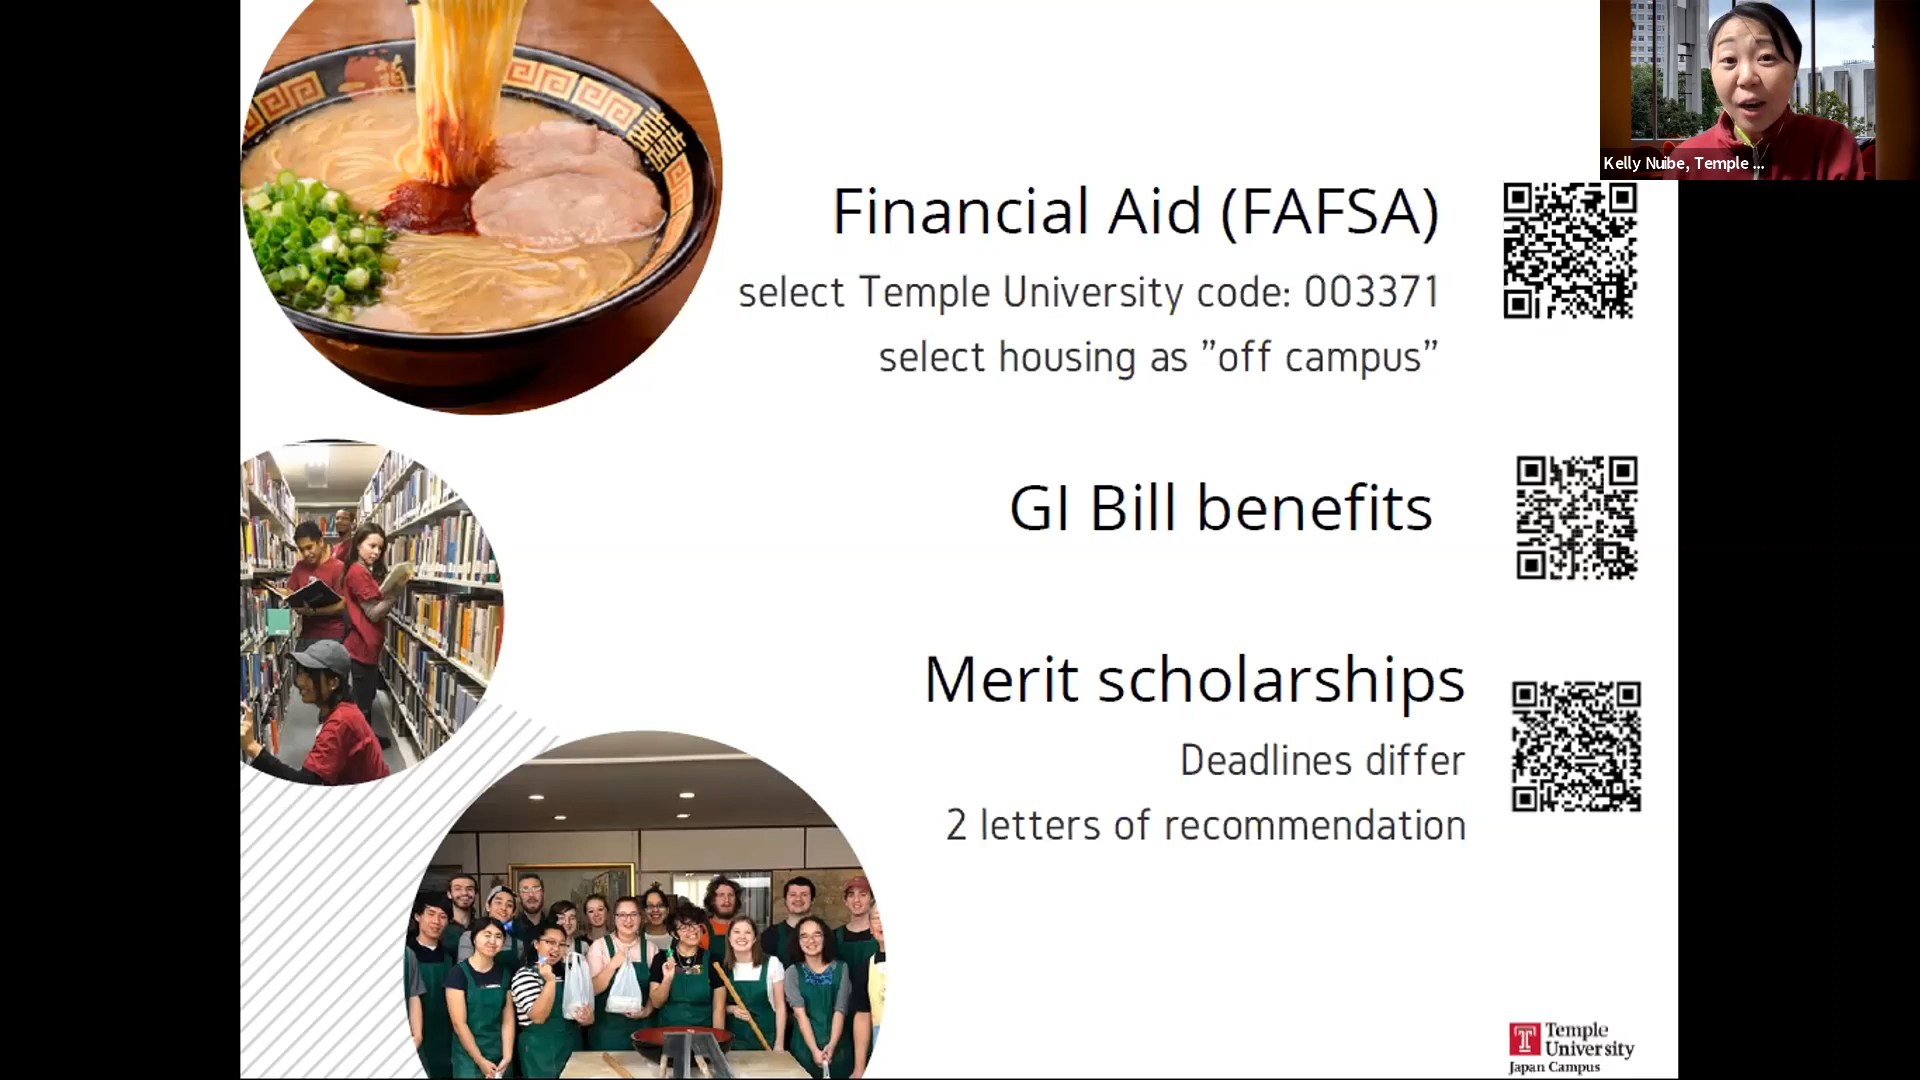 Kelly Nuibe, Temple ...
Financial Aid (FAFSA)
select Temple University code: 003371
select housing as ”off campus”
GI Bill benefits
Merit scholarships
Deadlines differ
2 letters of recommendation
T Temple
University
Japan Campus